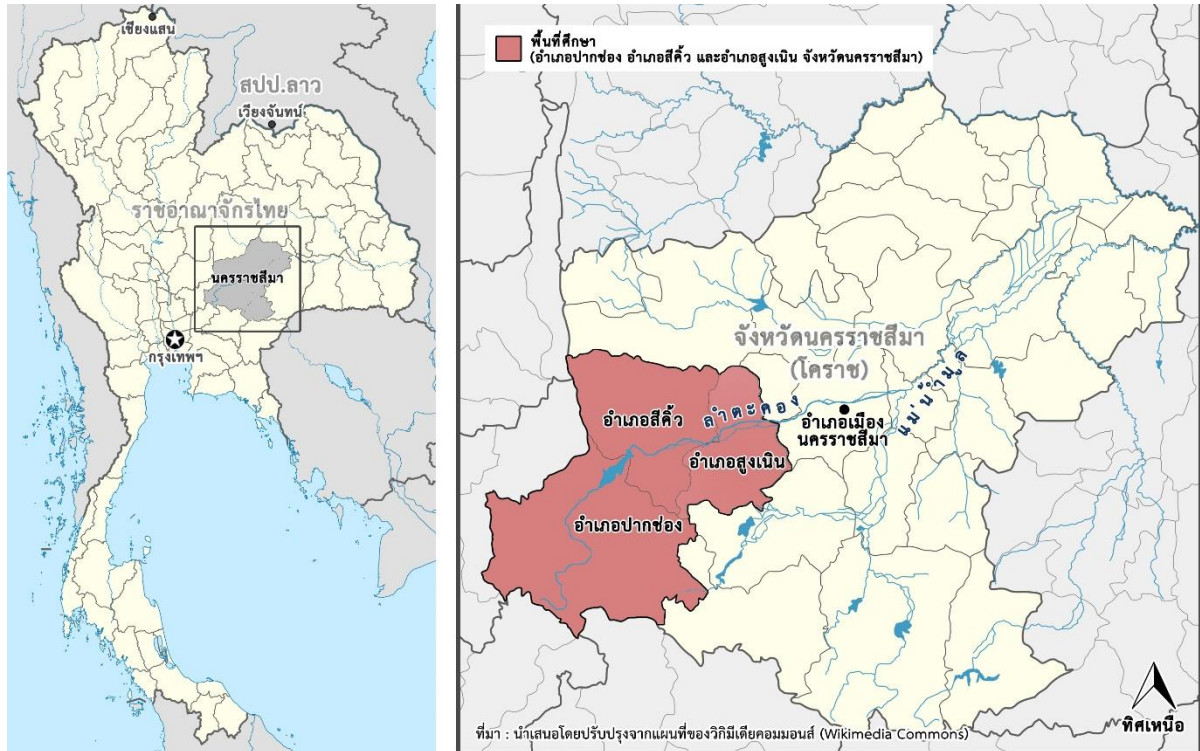 เชียงแสน
สปป.ลาว
เวียงจันทน์
ราชอาณาจักรไทย
นครราชสีมา
กรุงเทพฯ
พื้นที่ศึกษา
(อำเภอปากช่อง อำเภอสีคิ้ว และอำเภอสูงเนิน จังหวัดนครราชสีมา)
จังหวัดนครราชสีมา
(โคราช)
แม่น้ำมูล
ลำตะคอง
อำเภอสีคิ้ว
อำเภอเมือง
นครราชสีมา
อำเภอสูงเนิน
อำเภอปากช่อง
ทิศเหนือ
ที่มา : นำเสนอโดยปรับปรุงจากแผนที่ของวิกิมีเดียคอมมอนส์ (Wikimedia Commons)